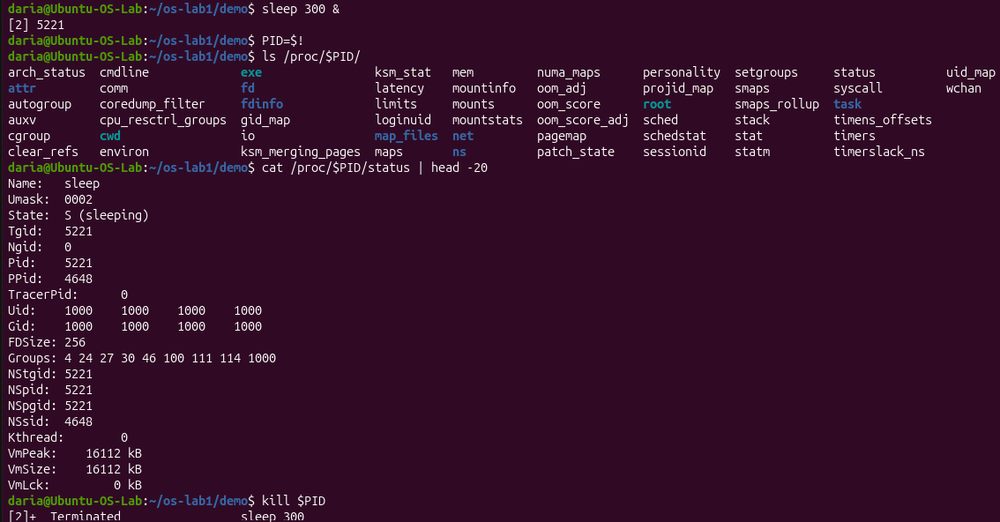 daria@Ubuntu-OS-Lab:~/os-lab1/demo$ sleep 300 &
[2] 5221
daria@Ubuntu-OS-Lab:~/os-lab1/demo$ PID=$!
daria@Ubuntu-OS-Lab:~/os-lab1/demo$ ls /proc/$PID/
arch_status  cmdline             exe                ksm_stat   mem         numa_maps      personality  setgroups     status          uid_map
attr         comm                fd                 latency    mountinfo   oom_adj        projid_map   smaps         syscall         wchan
autogroup    coredump_filter     fdinfo             limits     mounts      oom_score      root         smaps_rollup  task
auxv         cpu_resctrl_groups  gid_map            loginuid   mountstats  oom_score_adj  sched        stack         timens_offsets
cgroup       cwd                 io                 map_files  net         pagemap        schedstat    stat          timers
clear_refs   environ             ksm_merging_pages  maps       ns          patch_state    sessionid    statm         timerslack_ns
daria@Ubuntu-OS-Lab:~/os-lab1/demo$ cat /proc/$PID/status | head -20
Name:   sleep
Umask:  0002
State:  S (sleeping)
Tgid:   5221
Ngid:   0
Pid:    5221
PPid:   4648
TracerPid:      0
Uid:    1000    1000    1000    1000
Gid:    1000    1000    1000    1000
FDSize: 256
Groups: 4 24 27 30 46 100 111 114 1000
NStgid: 5221
NSpid:  5221
NSpgid: 5221
NSsid:  4648
Kthread:        0
VmPeak:    16112 kB
VmSize:    16112 kB
VmLck:         0 kB
daria@Ubuntu-OS-Lab:~/os-lab1/demo$ kill $PID
[2]+  Terminated                 sleep 300